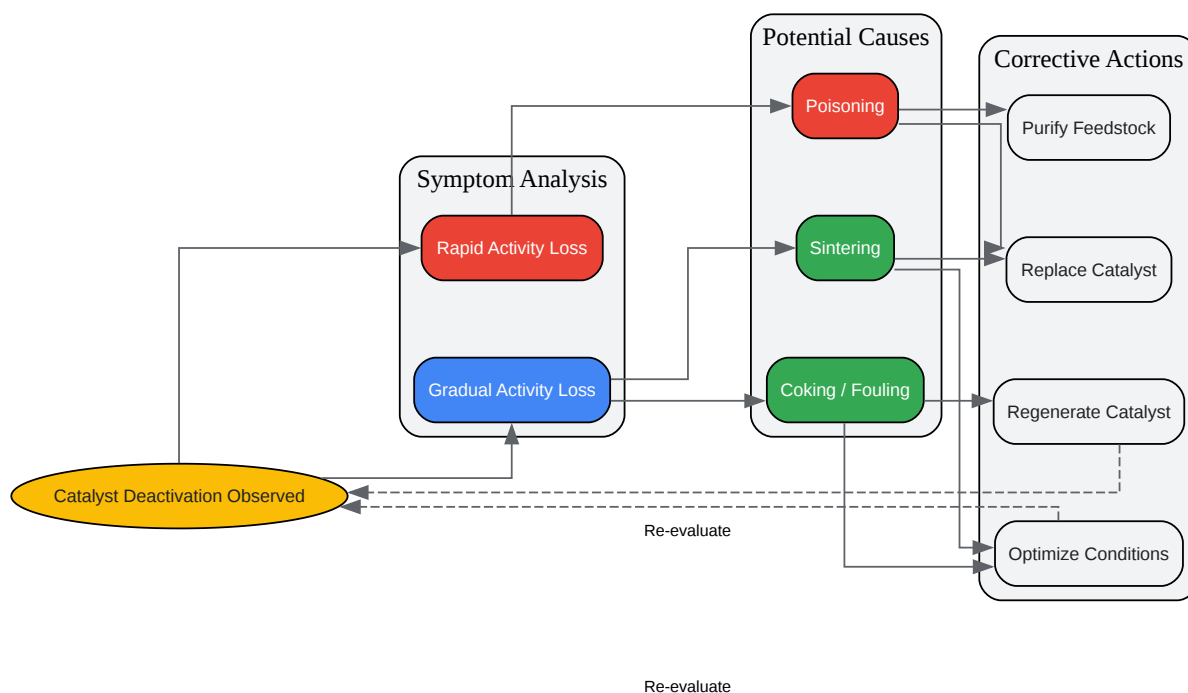 Potential Causes
Corrective Actions
Poisoning
Purify Feedstock
Symptom Analysis
Rapid Activity Loss
Sintering
Replace Catalyst
Gradual Activity Loss
Coking / Fouling
Regenerate Catalyst
Catalyst Deactivation Observed
Re-evaluate
Optimize Conditions
Re-evaluate